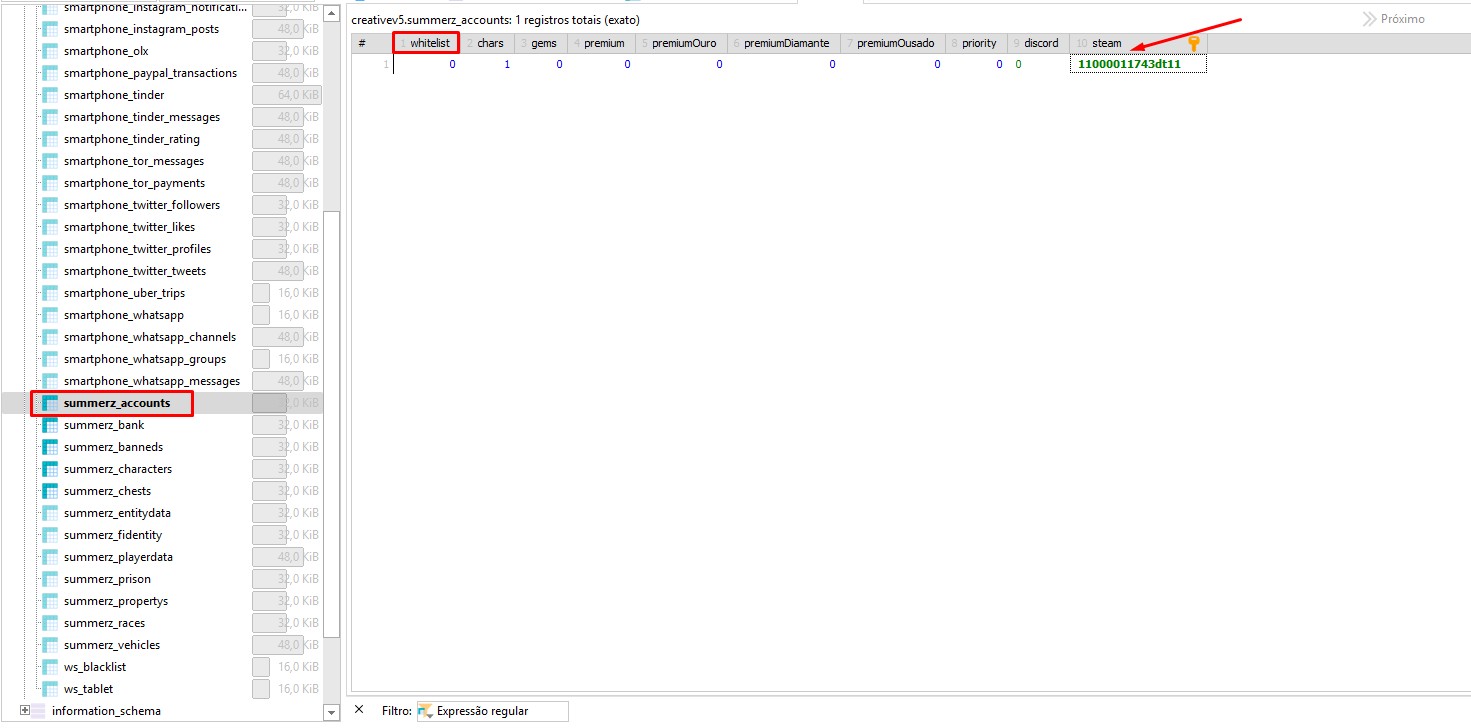 smartphone_instagram_notificati... 32,0 KiB
smartphone_instagram_posts 48,0 KiB
smartphone_olx 32,0 KiB
smartphone_paypal_transactions 48,0 KiB
smartphone_tinder 64,0 KiB
smartphone_tinder_messages 48,0 KiB
smartphone_tinder_rating 48,0 KiB
smartphone_tor_messages 48,0 KiB
smartphone_tor_payments 48,0 KiB
smartphone_twitter_followers 32,0 KiB
smartphone_twitter_likes 32,0 KiB
smartphone_twitter_profiles 32,0 KiB
smartphone_twitter_tweets 48,0 KiB
smartphone_uber_trips 16,0 KiB
smartphone_whatsapp 16,0 KiB
smartphone_whatsapp_channels 48,0 KiB
smartphone_whatsapp_groups 16,0 KiB
smartphone_whatsapp_messages 48,0 KiB
summerz_accounts 32,0 KiB
summerz_bank 32,0 KiB
summerz_banneds 32,0 KiB
summerz_characters 32,0 KiB
summerz_chests 32,0 KiB
summerz_entitydata 32,0 KiB
summerz_fidentity 32,0 KiB
summerz_playerdata 48,0 KiB
summerz_prison 32,0 KiB
summerz_propertys 32,0 KiB
summerz_races 32,0 KiB
summerz_vehicles 48,0 KiB
ws_blacklist 16,0 KiB
ws_tablet 16,0 KiB
information_schema
creativev5.summerz_accounts: 1 registros totais (exato) Próximo
# 1 whitelist 2 chars 3 gems 4 premium 5 premiumOuro 6 premiumDiamante 7 premiumOusado 8 priority 9 discord 10 steam
1 0 1 0 0 0 0 0 0 0 11000011743dt11
Filtro: Expressão regular